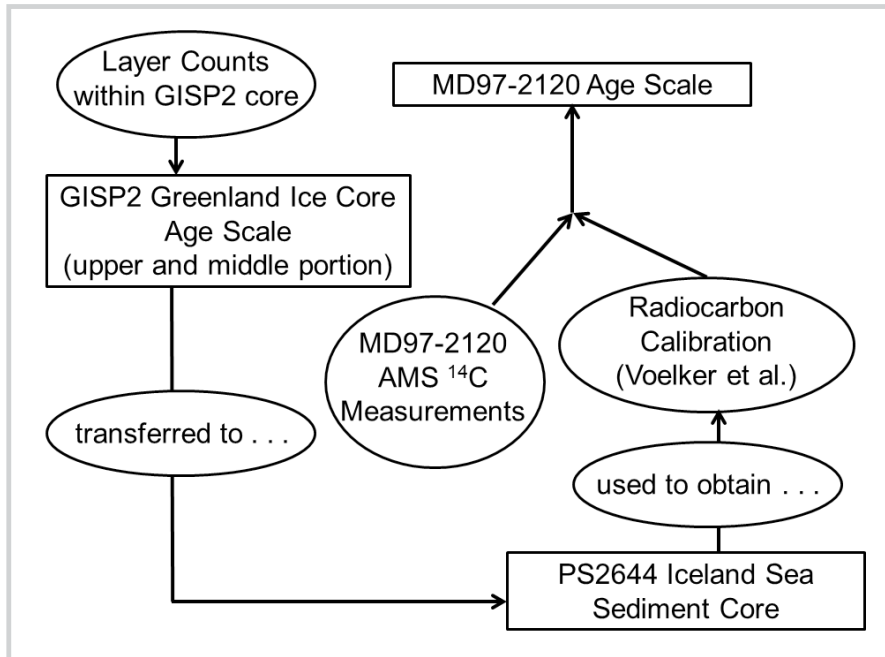 Layer Counts
within GISP2 core
MD97-2120 Age Scale
GISP2 Greenland Ice Core
Age Scale
(upper and middle portion)
MD97-2120
AMS ¹⁴C
Measurements
Radiocarbon
Calibration
(Voelker et al.)
transferred to . . .
used to obtain . . .
PS2644 Iceland Sea
Sediment Core